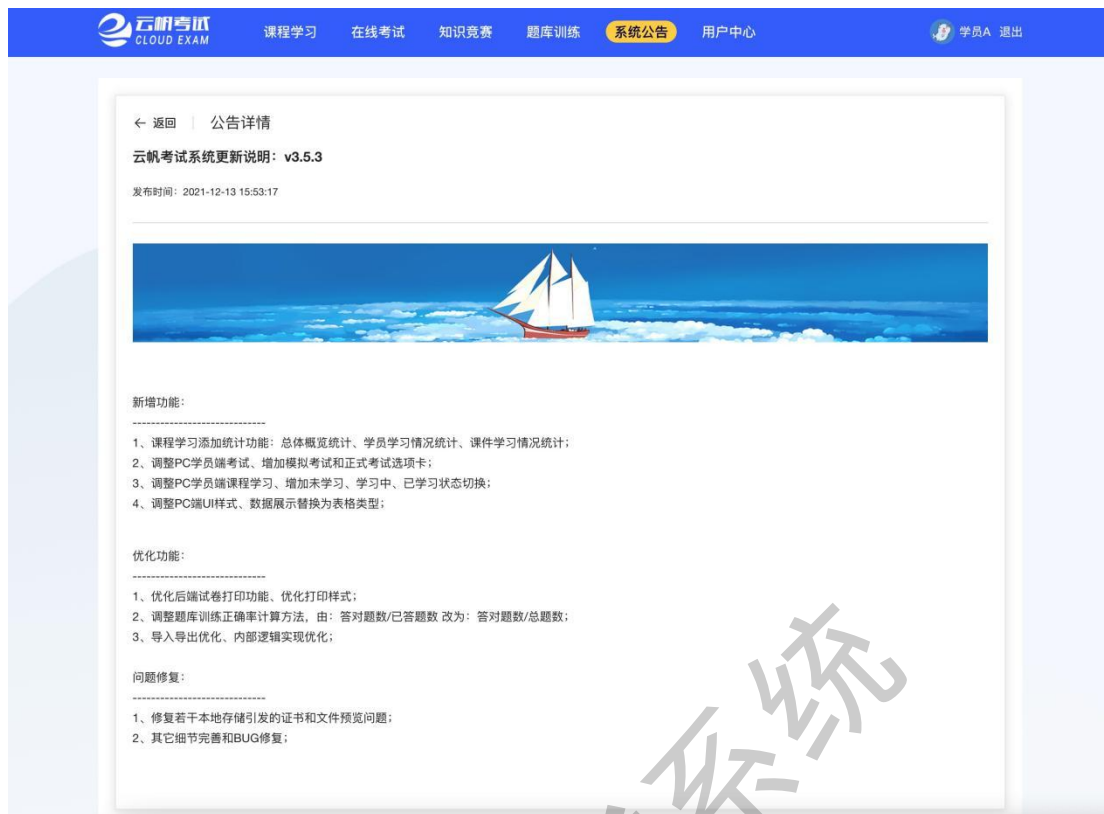 云帆考试
CLOUD EXAM
课程学习 在线考试 知识竞赛 题库训练 系统公告 用户中心
学员A 退出
← 返回 公告详情
云帆考试系统更新说明：v3.5.3
发布时间：2021-12-13 15:53:17
新增功能：
-----------------------------
1、课程学习添加统计功能：总体概览统计、学员学习情况统计、课件学习情况统计；
2、调整PC学员端考试、增加模拟考试和正式考试选项卡；
3、调整PC学员端课程学习、增加未学习、学习中、已学习状态切换；
4、调整PC端UI样式、数据展示替换为表格类型；
优化功能：
-----------------------------
1、优化后端试卷打印功能、优化打印样式；
2、调整题库训练正确率计算方法，由：答对题数/已答题数 改为：答对题数/总题数；
3、导入导出优化、内部逻辑实现优化；
问题修复：
-----------------------------
1、修复若干本地存储引发的证书和文件预览问题；
2、其它细节完善和BUG修复；
系统